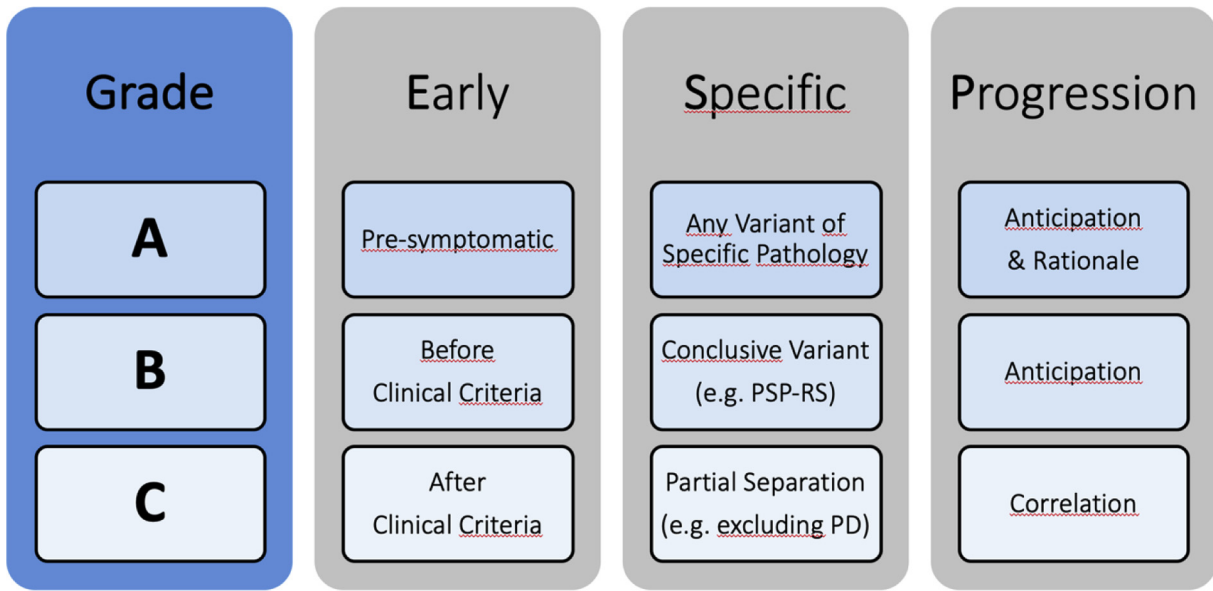 Grade
Early
Specific
Progression
A
Pre-symptomatic
Any Variant of
Specific Pathology
Anticipation
& Rationale
B
Before
Clinical Criteria
Conclusive Variant
(e.g. PSP-RS)
Anticipation
C
After
Clinical Criteria
Partial Separation
(e.g. excluding PD)
Correlation